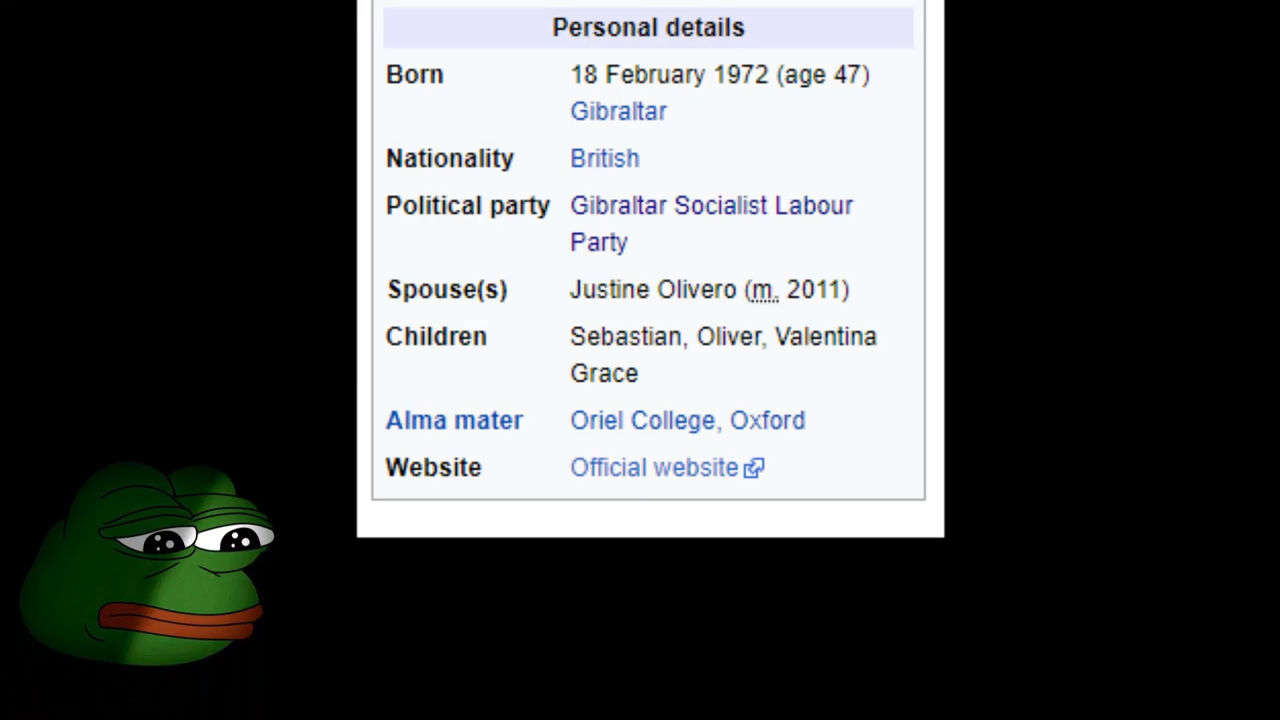 Personal details
Born 18 February 1972 (age 47)
Gibraltar
Nationality British
Political party Gibraltar Socialist Labour
Party
Spouse(s) Justine Olivero (m. 2011)
Children Sebastian, Oliver, Valentina
Grace
Alma mater Oriel College, Oxford
Website Official website